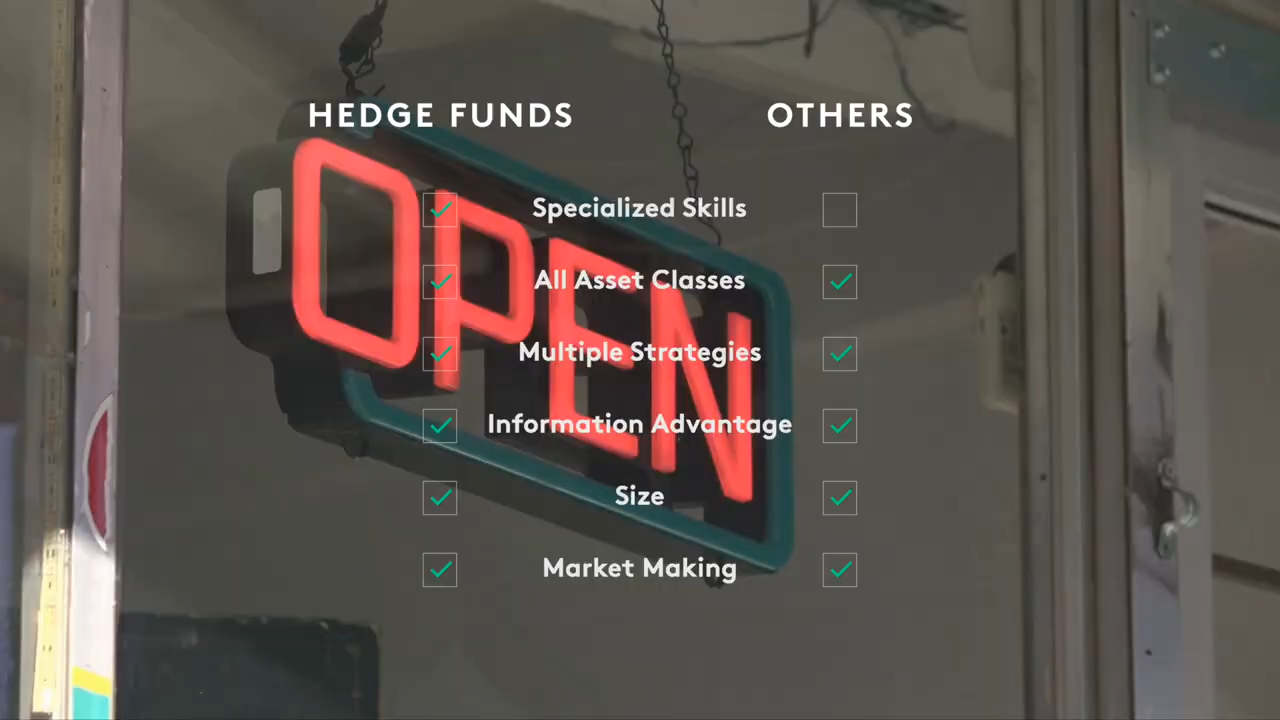 HEDGE FUNDS OTHERS
Specialized Skills
All Asset Classes
Multiple Strategies
Information Advantage
Size
Market Making
OPEN